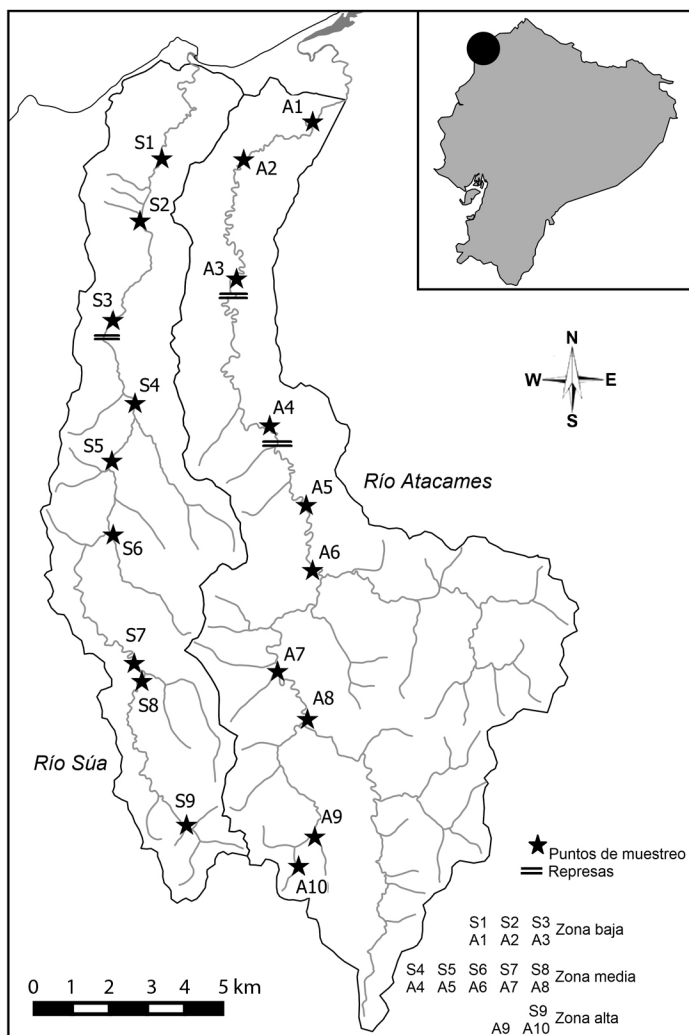 A1
S1
A2
S2
A3
S3
N
W E
S
S4
A4
S5
A5
Río Atacames
S6
A6
S7
A7
S8
A8
Río Súa
S9
A9
A10
Puntos de muestreo
Represas
S1 S2 S3
A1 A2 A3
Zona baja
S4 S5 S6 S7 S8
A4 A5 A6 A7 A8
Zona media
S9
A9 A10
Zona alta
0 1 2 3 4 5 km